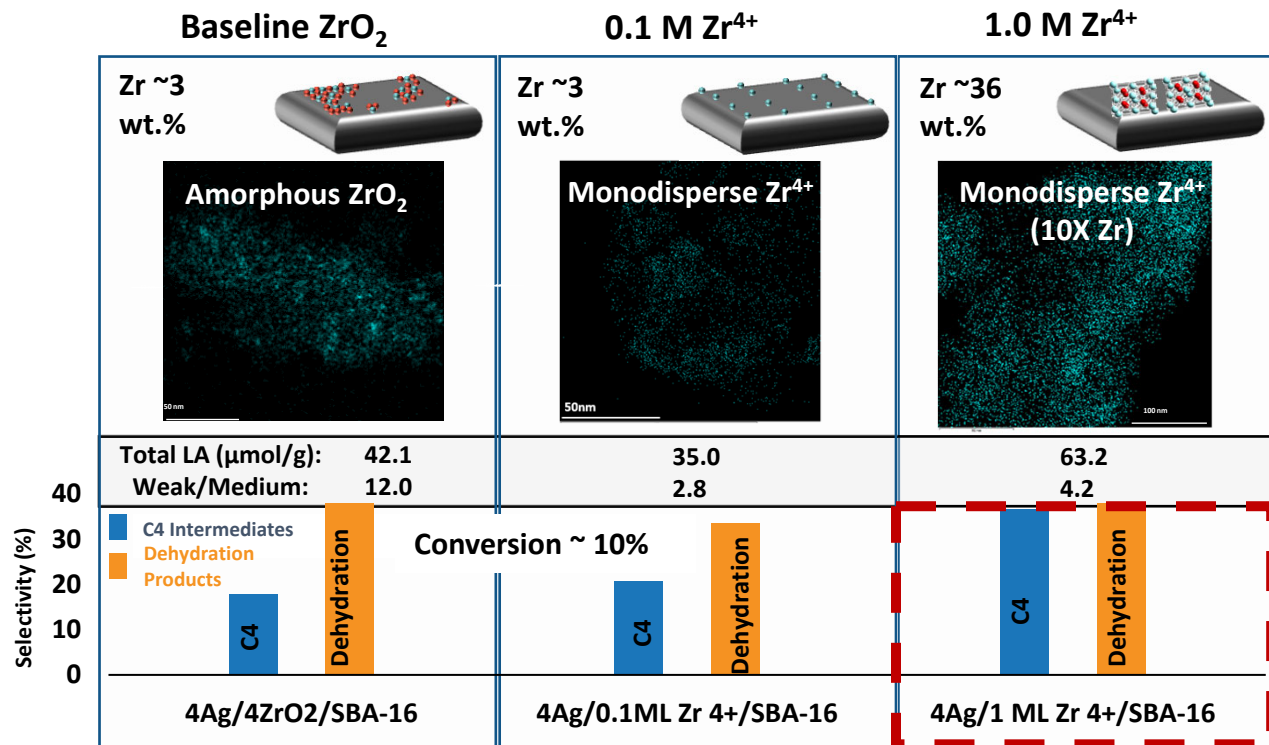 Baseline ZrO₂
0.1 M Zr⁴⁺
1.0 M Zr⁴⁺
Zr ~3
wt.%
Zr ~3
wt.%
Zr ~36
wt.%
Amorphous ZrO₂
Monodisperse Zr⁴⁺
Monodisperse Zr⁴⁺
(10X Zr)
50 nm
50nm
100 nm
Total LA (µmol/g): 42.1 35.0 63.2
Weak/Medium: 12.0 2.8 4.2
Selectivity (%)
40
30
20
10
0
C4 Intermediates
Dehydration
Products
Conversion ~ 10%
C4
Dehydration
C4
Dehydration
C4
Dehydration
4Ag/4ZrO2/SBA-16
4Ag/0.1ML Zr 4+/SBA-16
4Ag/1 ML Zr 4+/SBA-16